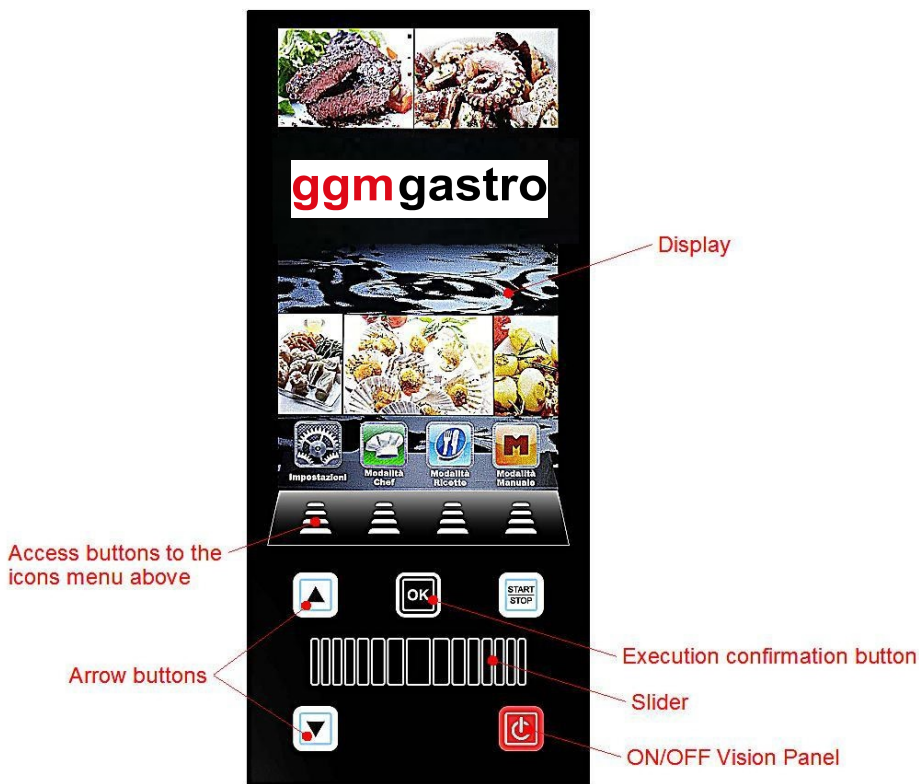 ggmgastro
Display
Impostazioni
Modalità
Chef
Modalità
Ricette
Modalità
Manuale
M
Access buttons to the
icons menu above
OK
START
STOP
Execution confirmation button
Arrow buttons
Slider
ON/OFF Vision Panel